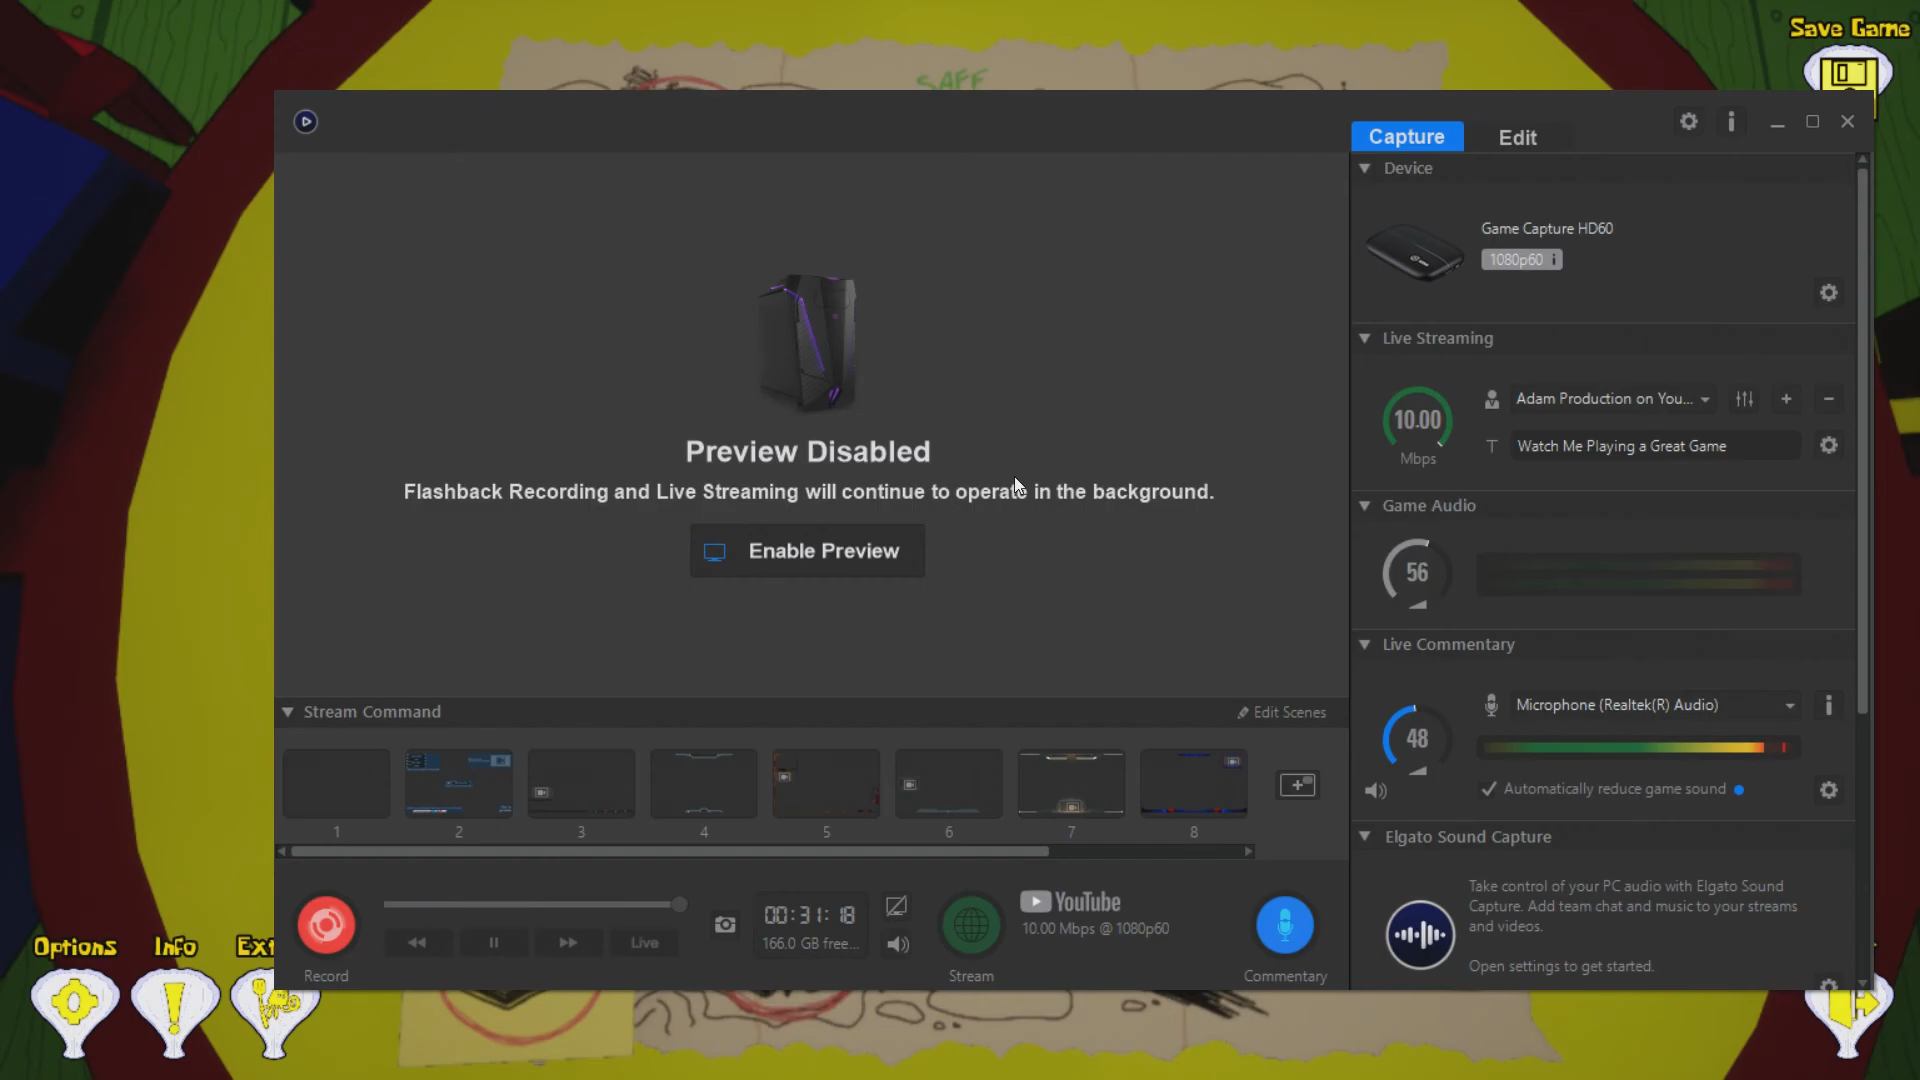 Save Game
SAFE
Capture
Edit
Device
Game Capture HD60
1080p60 i
Live Streaming
10.00
Mbps
Adam Production on You...
Watch Me Playing a Great Game
Game Audio
56
Preview Disabled
Flashback Recording and Live Streaming will continue to operate in the background.
Enable Preview
Live Commentary
Microphone (Realtek(R) Audio)
48
Automatically reduce game sound
Stream Command
Edit Scenes
1
2
3
4
5
6
7
8
Elgato Sound Capture
Take control of your PC audio with Elgato Sound
Capture. Add team chat and music to your streams
and videos.
Open settings to get started.
Record
Live
00:31:18
166.0 GB free...
Stream
YouTube
10.00 Mbps @ 1080p60
Commentary
Options
Info
Ext